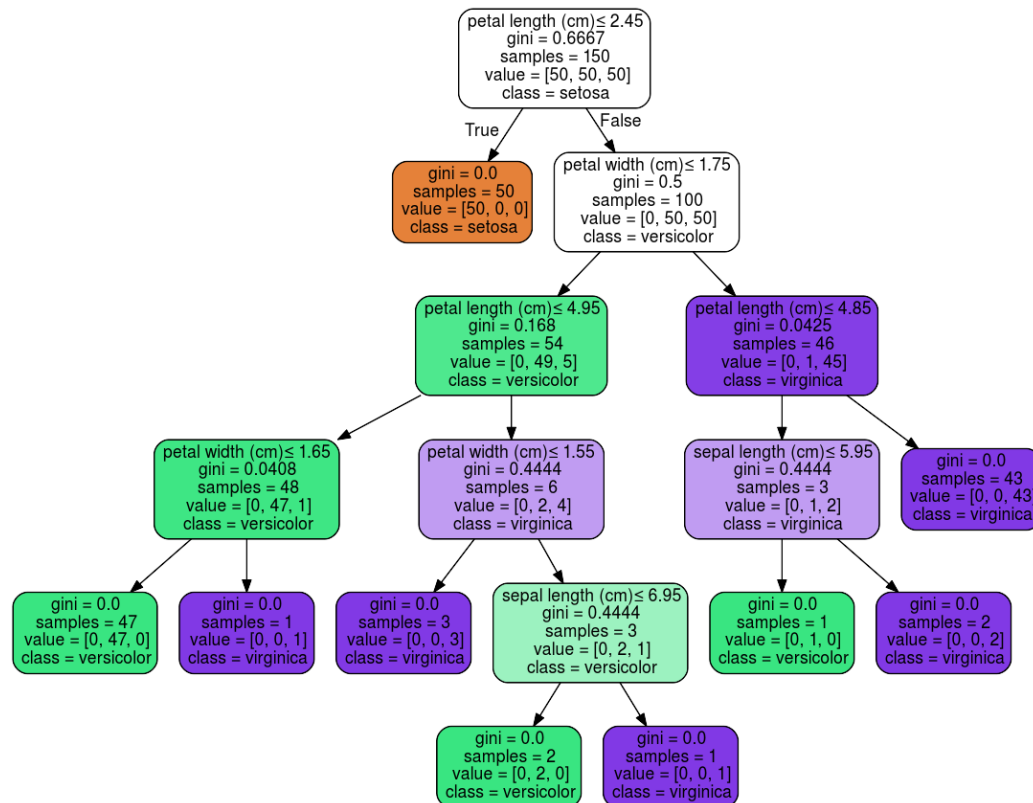 petal length (cm)≤ 2.45
gini = 0.6667
samples = 150
value = [50, 50, 50]
class = setosa
True
False
gini = 0.0
samples = 50
value = [50, 0, 0]
class = setosa
petal width (cm)≤ 1.75
gini = 0.5
samples = 100
value = [0, 50, 50]
class = versicolor
petal length (cm)≤ 4.95
gini = 0.168
samples = 54
value = [0, 49, 5]
class = versicolor
petal length (cm)≤ 4.85
gini = 0.0425
samples = 46
value = [0, 1, 45]
class = virginica
petal width (cm)≤ 1.65
gini = 0.0408
samples = 48
value = [0, 47, 1]
class = versicolor
petal width (cm)≤ 1.55
gini = 0.4444
samples = 6
value = [0, 2, 4]
class = virginica
sepal length (cm)≤ 5.95
gini = 0.4444
samples = 3
value = [0, 1, 2]
class = virginica
gini = 0.0
samples = 43
value = [0, 0, 43]
class = virginica
gini = 0.0
samples = 47
value = [0, 47, 0]
class = versicolor
gini = 0.0
samples = 1
value = [0, 0, 1]
class = virginica
gini = 0.0
samples = 3
value = [0, 0, 3]
class = virginica
sepal length (cm)≤ 6.95
gini = 0.4444
samples = 3
value = [0, 2, 1]
class = versicolor
gini = 0.0
samples = 1
value = [0, 1, 0]
class = versicolor
gini = 0.0
samples = 2
value = [0, 0, 2]
class = virginica
gini = 0.0
samples = 2
value = [0, 2, 0]
class = versicolor
gini = 0.0
samples = 1
value = [0, 0, 1]
class = virginica